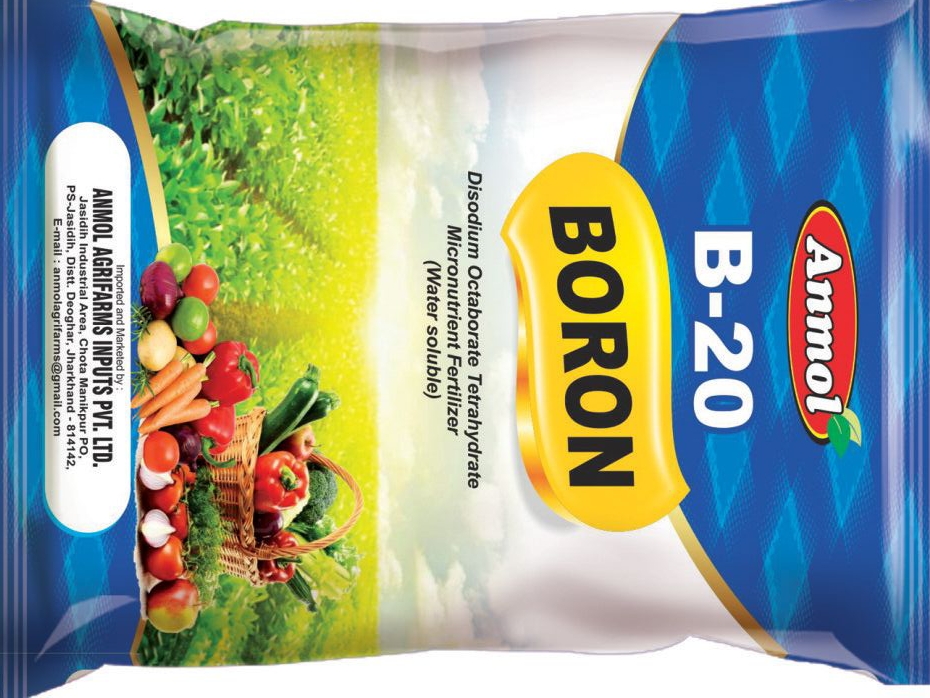 Anmol
B-20
BORON
Disodium Octaborate Tetrahydrate
Micronutrient Fertilizer
(Water soluble)
Imported and Marketed by :
ANMOL AGRIFARMS INPUTS PVT. LTD.
Jasidih Industrial Area, Chota Manikpur PO,
PS-Jasidih, Distt. Deoghar, Jharkhand - 814142,
E-mail : anmolagrifarms@gmail.com